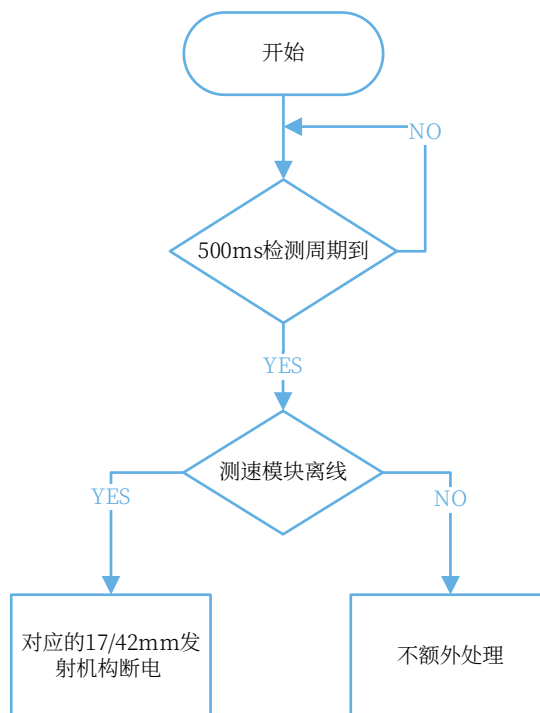 开始
NO
500ms检测周期到
YES
测速模块离线
YES
NO
对应的17/42mm发
射机构断电
不额外处理